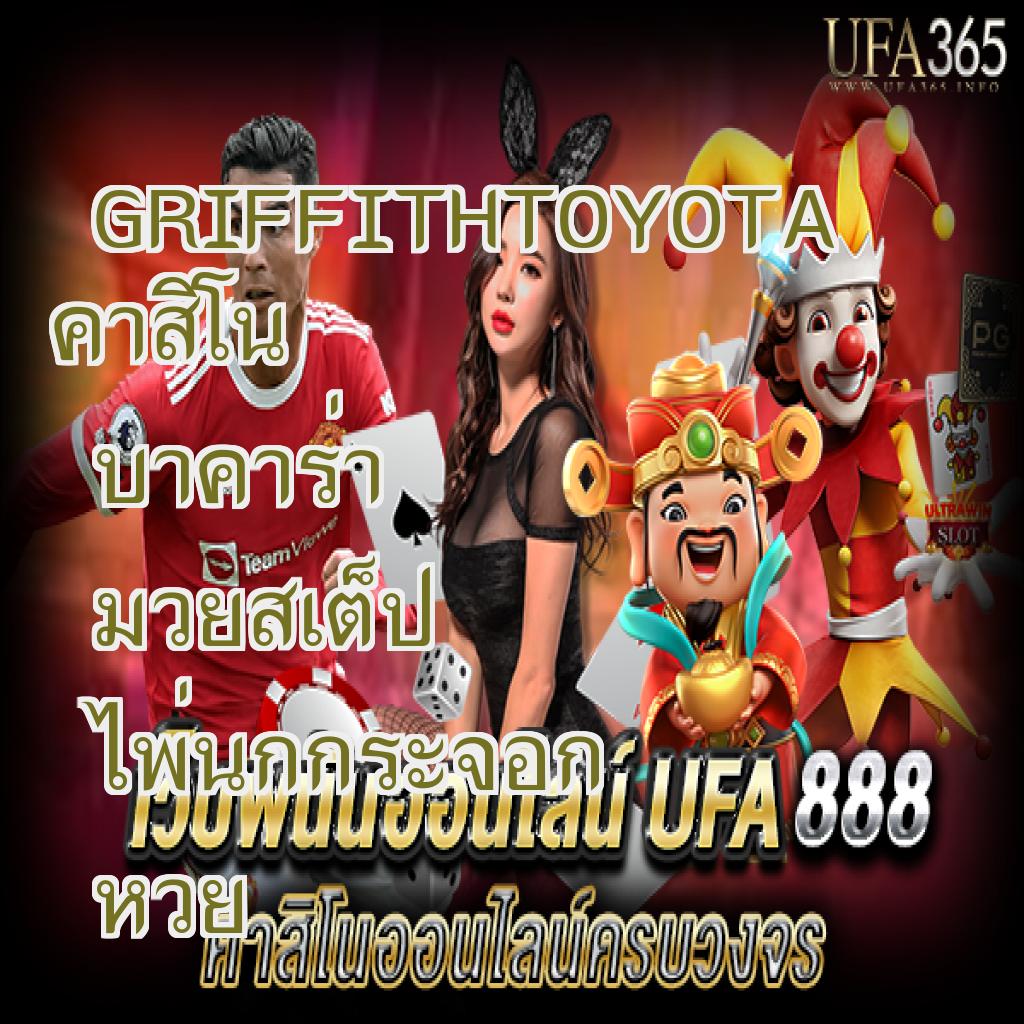 UFA365
WWW.UFA365.INFO
GRIFFITHTOYOTA
คาสิโน
บาคาร่า
PG
TeamViewer
ULTRAWIN
SLOT
มวยสเต็ป
ไพ่นกกระจอก
เว็บพนันออนไลน์ UFA 888
หวย
คาสิโนออนไลน์ครบวงจร